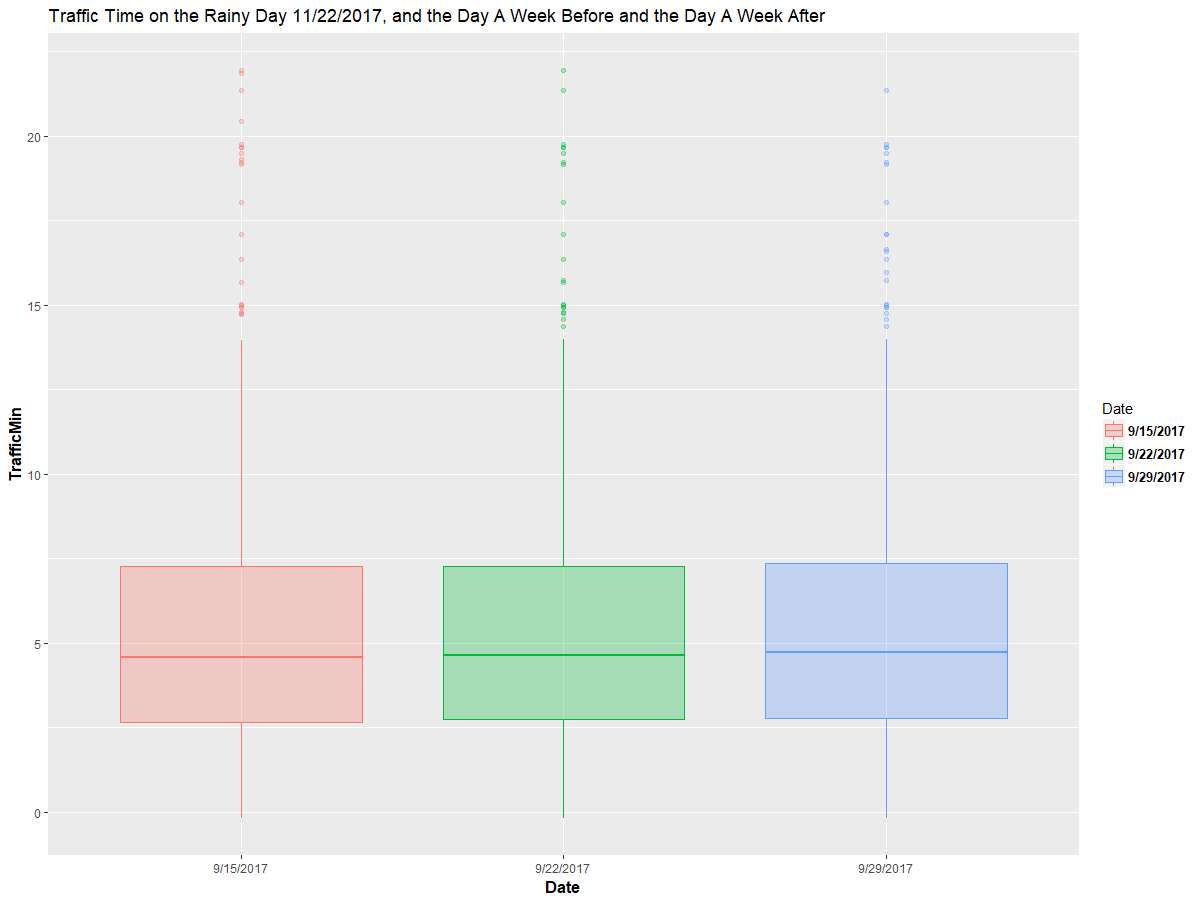 Traffic Time on the Rainy Day 11/22/2017, and the Day A Week Before and the Day A Week After
20
15
10
5
0
TrafficMin
9/15/2017
9/22/2017
9/29/2017
Date
Date
9/15/2017
9/22/2017
9/29/2017